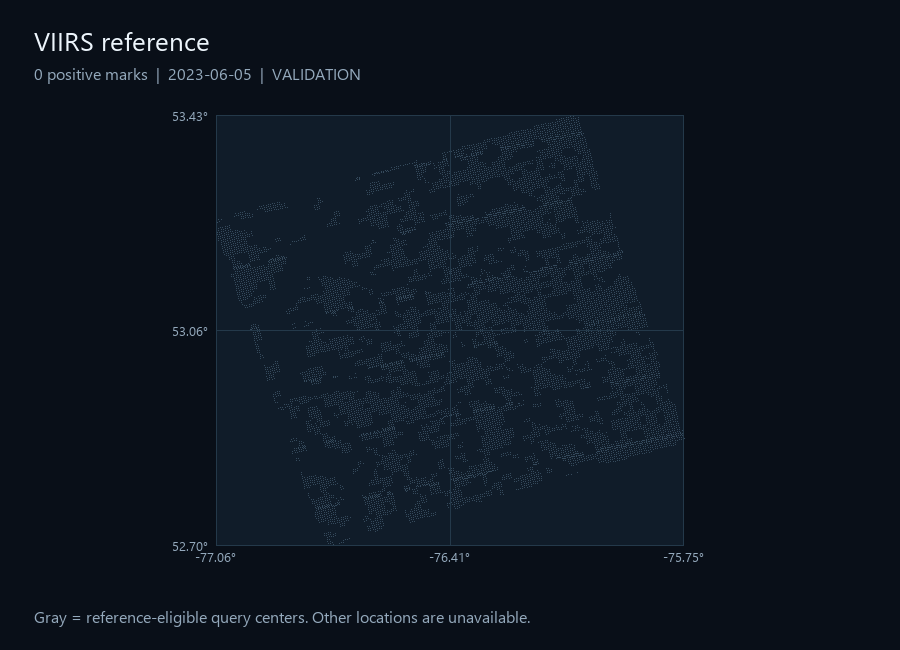 VIIRS reference
0 positive marks | 2023-06-05 | VALIDATION
53.43°
53.06°
52.70°
-77.06° -76.41° -75.75°
Gray = reference-eligible query centers. Other locations are unavailable.